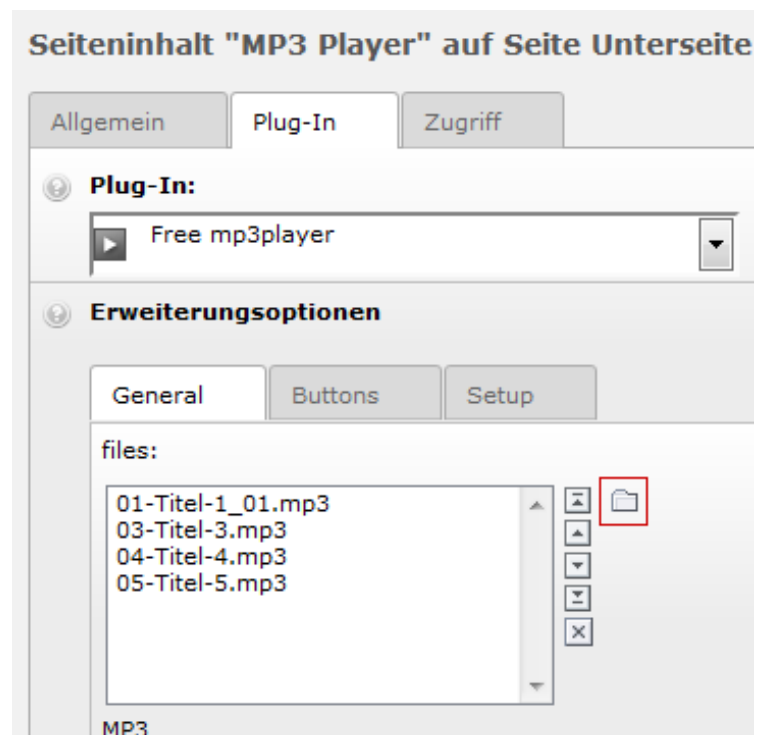 Seiteninhalt "MP3 Player" auf Seite Unterseite
Allgemein Plug-In Zugriff
Plug-In:
Free mp3player
Erweiterungsoptionen
General Buttons Setup
files:
01-Titel-1_01.mp3
03-Titel-3.mp3
04-Titel-4.mp3
05-Titel-5.mp3
MP3